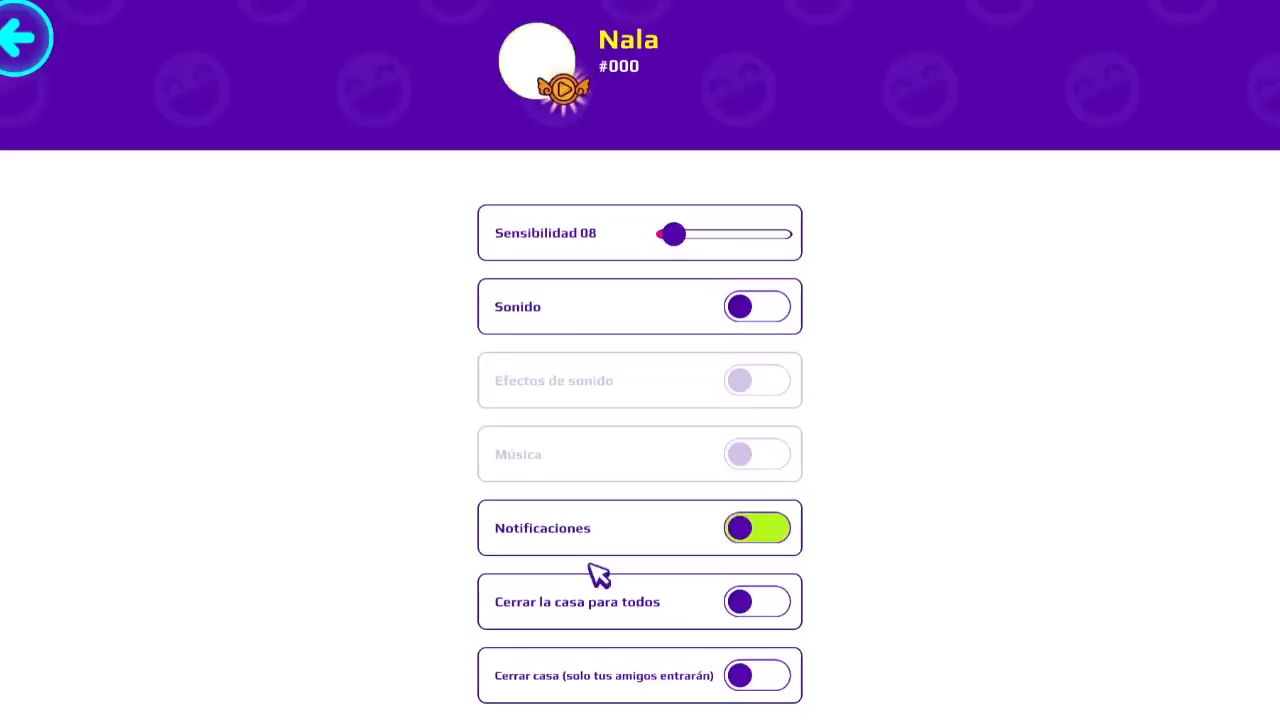 Nala
#000
Sensibilidad 08
Sonido
Efectos de sonido
Música
Notificaciones
Cerrar la casa para todos
Cerrar casa (solo tus amigos entrarán)